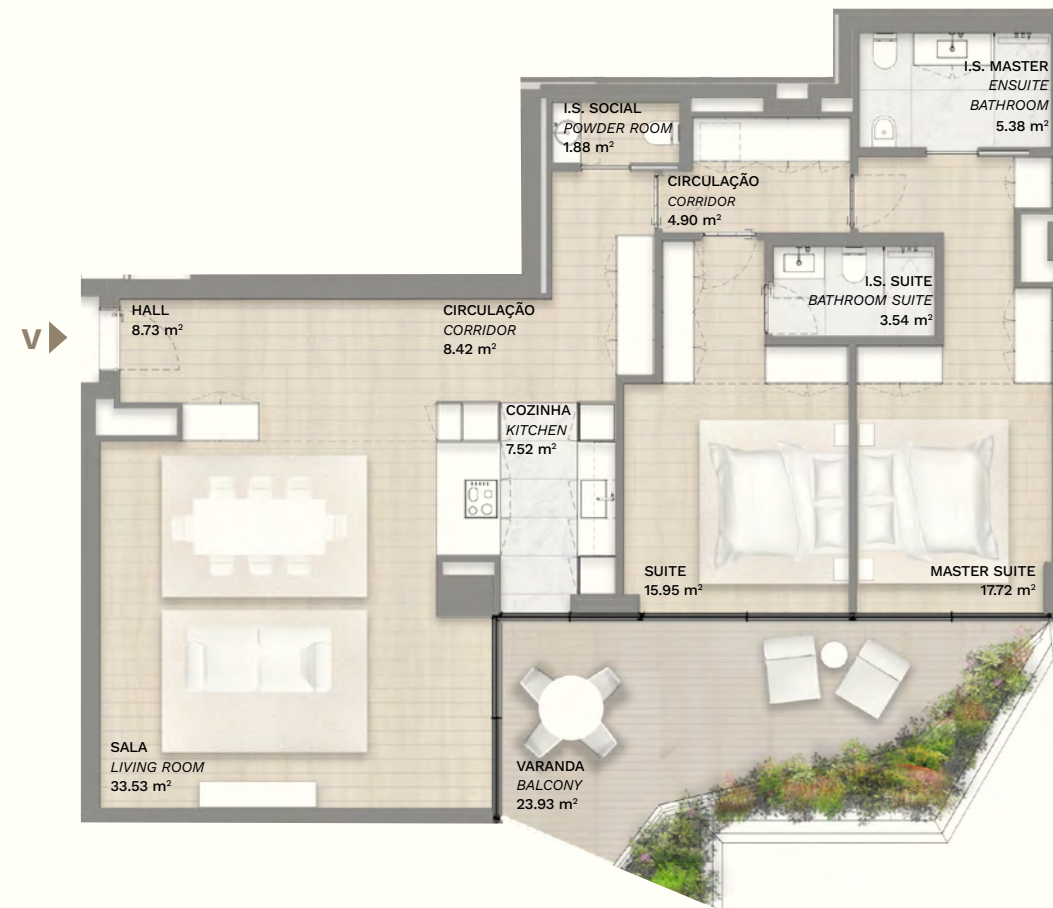 I.S. MASTER
ENSUITE
BATHROOM
5.38 m²
I.S. SOCIAL
POWDER ROOM
1.88 m²
CIRCULAÇÃO
CORRIDOR
4.90 m²
I.S. SUITE
BATHROOM SUITE
3.54 m²
V
HALL
8.73 m²
CIRCULAÇÃO
CORRIDOR
8.42 m²
COZINHA
KITCHEN
7.52 m²
SUITE
15.95 m²
MASTER SUITE
17.72 m²
SALA
LIVING ROOM
33.53 m²
VARANDA
BALCONY
23.93 m²